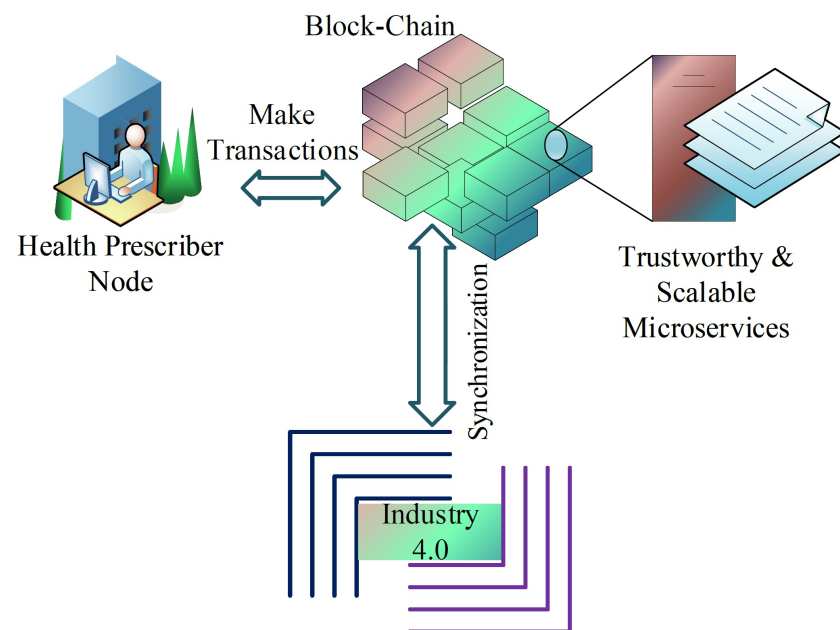 Block-Chain
Make
Transactions
Health Prescriber
Node
Trustworthy &
Scalable
Microservices
Synchronization
Industry
4.0